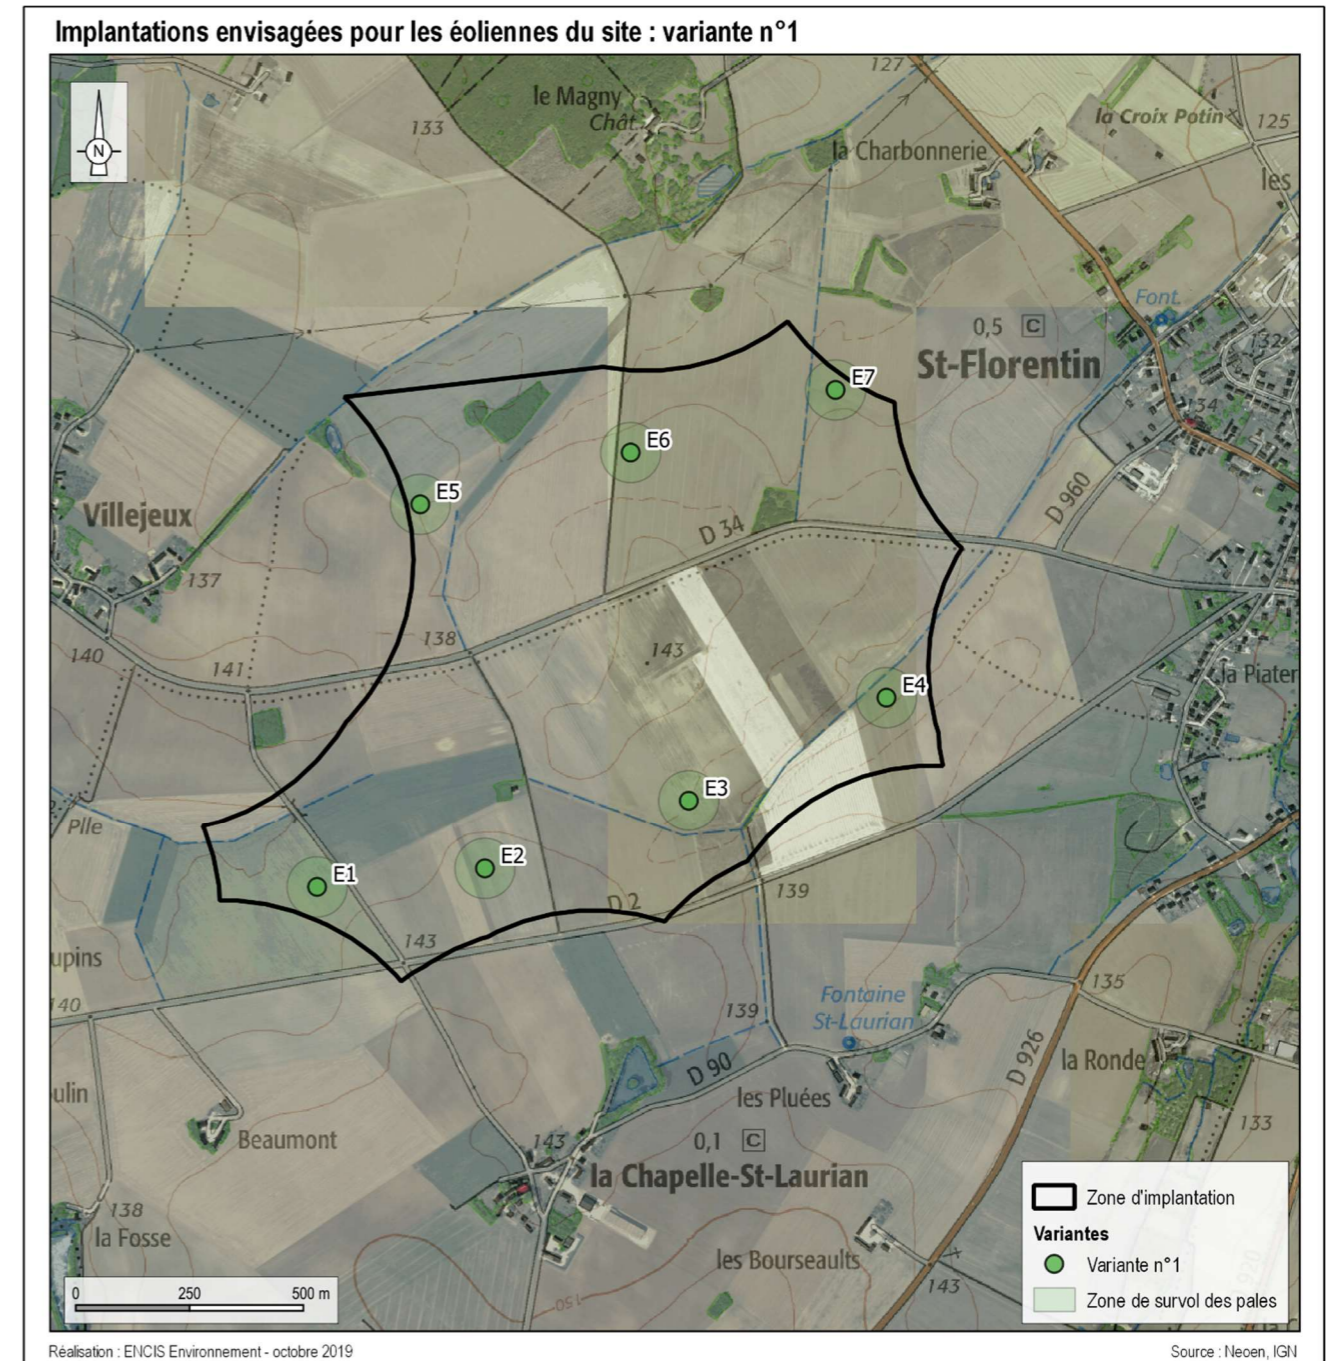 Implantations envisagées pour les éoliennes du site : variante n°1
127
le Magny
Chât.
133
la Croix Potin
125
la Charbonnerie
les
N
Font.
0,5 C
St-Florentin
132
134
E7
E6
E5
D 960
Villejeux
D 34
137
138
143
140
141
la Piater
E4
E3
Plle
E2
E1
D 2
139
143
upins
140
135
Fontaine
St-Laurian
139
D 926
D 90
la Ronde
ulin
les Pluées
133
Beaumont
143
0,1 C
la Chapelle-St-Laurian
138
la Fosse
les Bourseaults
143
150
D 920
Zone d'implantation
Variantes
Variante n°1
Zone de survol des pales
0 250 500 m
Réalisation : ENCIS Environnement - octobre 2019
Source : Neoen, IGN